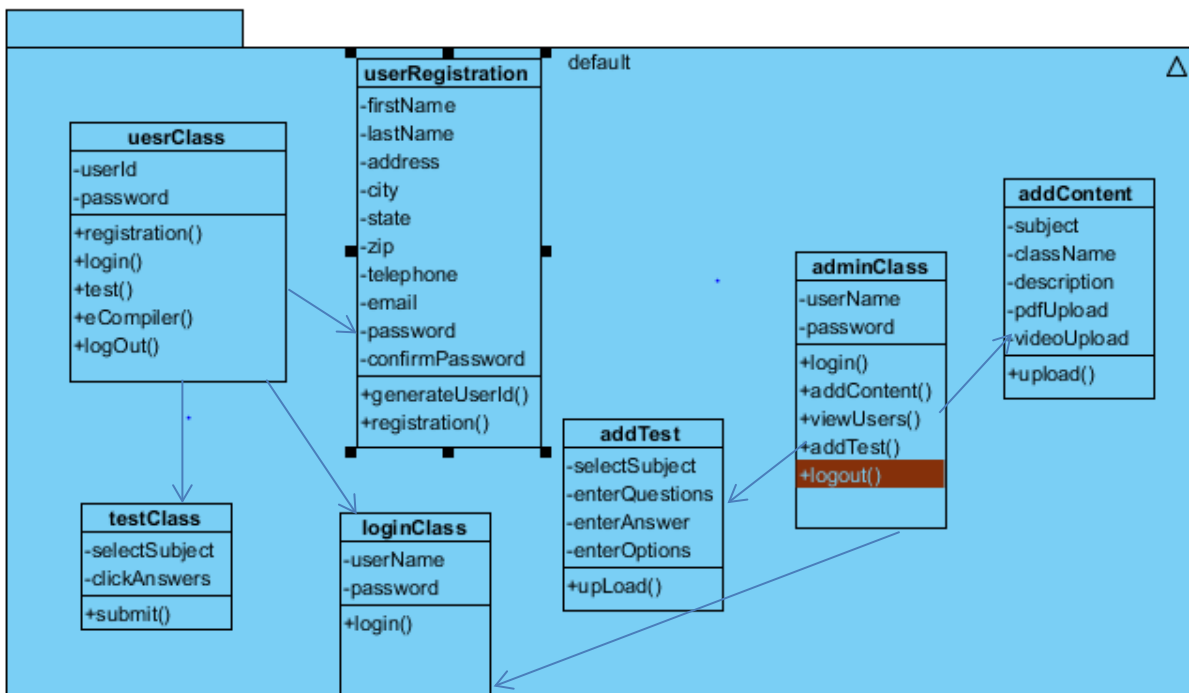 default
userRegistration
-firstName
-lastName
-address
-city
-state
-zip
-telephone
-email
-password
-confirmPassword
+generateUserId()
+registration()
uesrClass
-userId
-password
+registration()
+login()
+test()
+eCompiler()
+logOut()
addContent
-subject
-className
-description
-pdfUpload
-videoUpload
+upload()
adminClass
-userName
-password
+login()
+addContent()
+viewUsers()
+addTest()
+logout()
addTest
-selectSubject
-enterQuestions
-enterAnswer
-enterOptions
+upLoad()
testClass
-selectSubject
-clickAnswers
+submit()
loginClass
-userName
-password
+login()